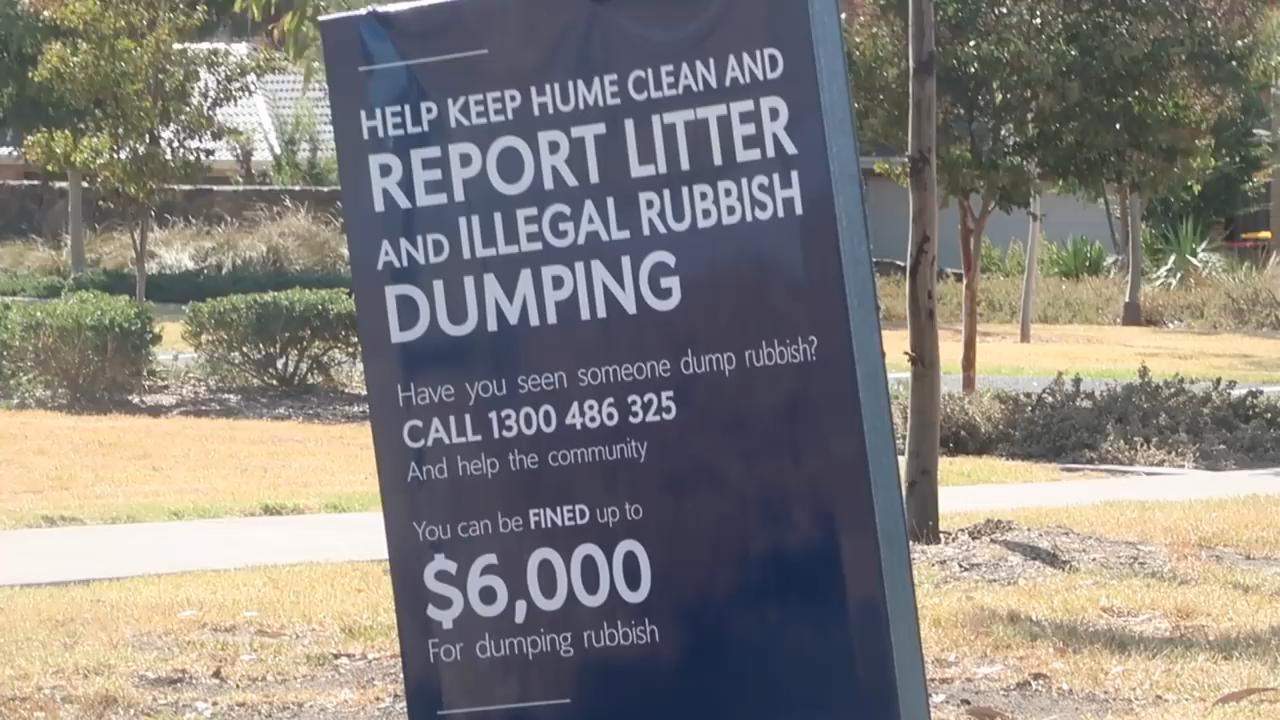 HELP KEEP HUME CLEAN AND
REPORT LITTER
AND ILLEGAL RUBBISH
DUMPING
Have you seen someone dump rubbish?
CALL 1300 486 325
And help the community
You can be FINED up to
$6,000
For dumping rubbish